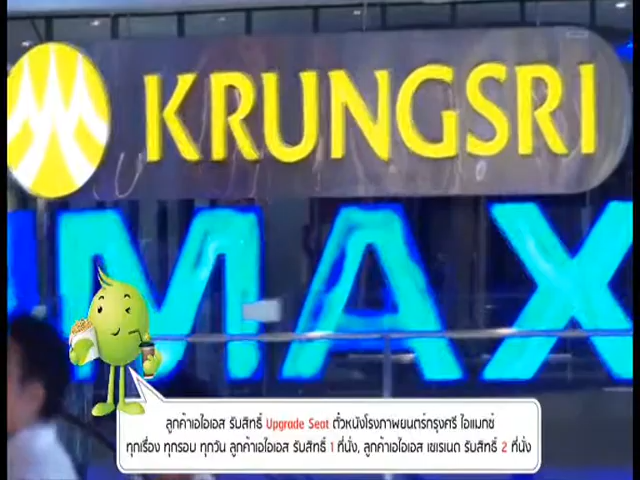 KRUNGSRI
IMAX
ลูกค้าเอไอเอส รับสิทธิ์ Upgrade Seat ตั๋วหนังโรงภาพยนตร์กรุงศรี ไอแมกซ์
ทุกเรื่อง ทุกรอบ ทุกวัน ลูกค้าเอไอเอส รับสิทธิ์ 1 ที่นั่ง, ลูกค้าเอไอเอส เซเรเนด รับสิทธิ์ 2 ที่นั่ง